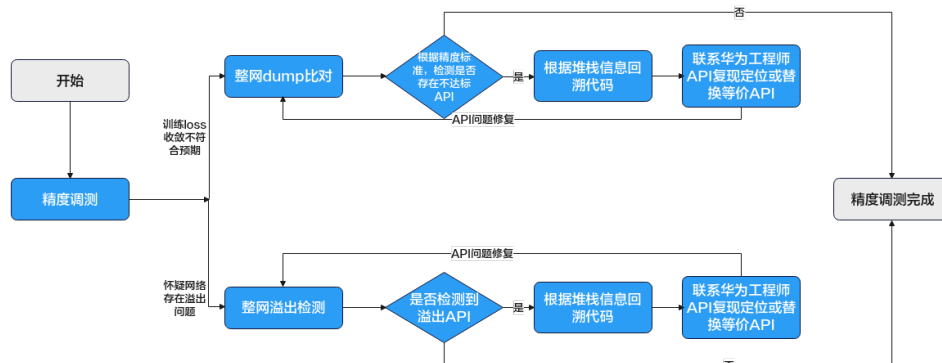 否
开始
整网dump比对
根据精度标
准，检测是否
存在不达标
API
是
根据堆栈信息回
溯代码
联系华为工程师
API复现定位或替
换等价API
API问题修复
训练loss
收敛不符
合预期
精度调测
精度调测完成
API问题修复
怀疑网络
存在溢出
问题
整网溢出检测
是否检测到
溢出API
是
根据堆栈信息回
溯代码
联系华为工程师
API复现定位或替
换等价API